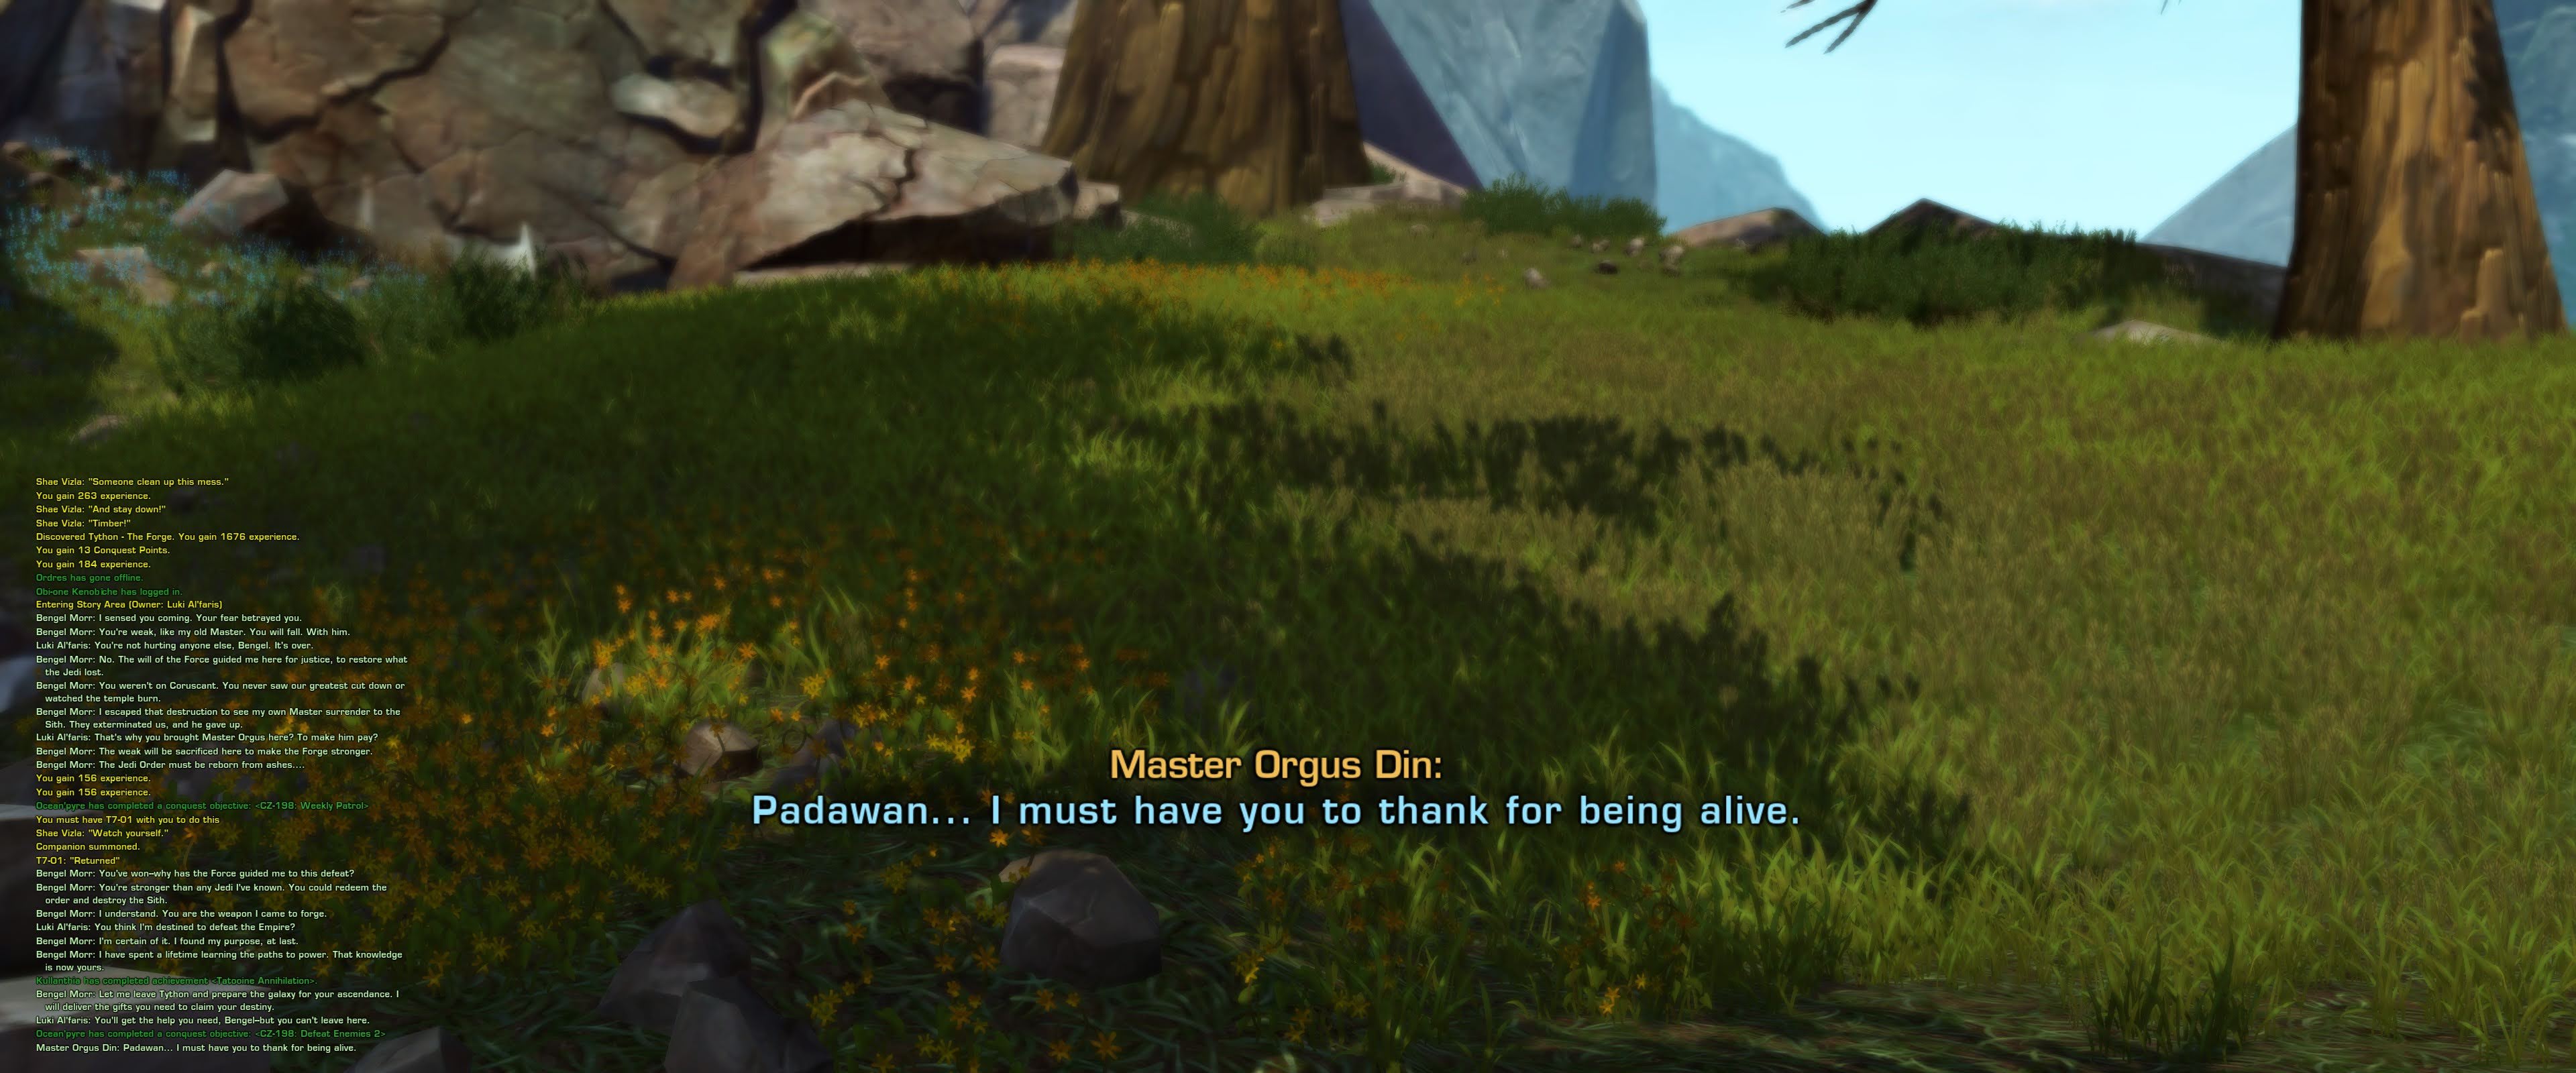 Shae Vizla: "Someone clean up this mess."
You gain 263 experience.
Shae Vizla: "And stay down!"
Shae Vizla: "Timber!"
Discovered Tython - The Forge. You gain 1676 experience.
You gain 13 Conquest Points.
You gain 184 experience.
Ordres has gone offline.
Obi-one Kenobïche has logged in.
Entering Story Area (Owner: Luki Al'faris)
Bengel Morr: I sensed you coming. Your fear betrayed you.
Bengel Morr: You're weak, like my old Master. You will fall. With him.
Luki Al'faris: You're not hurting anyone else, Bengel. It's over.
Bengel Morr: No. The will of the Force guided me here for justice, to restore what
the Jedi lost.
Bengel Morr: You weren't on Coruscant. You never saw our greatest cut down or
watched the temple burn.
Bengel Morr: I escaped that destruction to see my own Master surrender to the
Sith. They exterminated us, and he gave up.
Luki Al'faris: That's why you brought Master Orgus here? To make him pay?
Bengel Morr: The weak will be sacrificed here to make the Forge stronger.
Bengel Morr: The Jedi Order must be reborn from ashes....
You gain 156 experience.
You gain 156 experience.
Ocean'pyre has completed a conquest objective: <CZ-198: Weekly Patrol>
You must have T7-01 with you to do this
Shae Vizla: "Watch yourself."
Companion summoned.
T7-01: "Returned"
Bengel Morr: You've won–why has the Force guided me to this defeat?
Bengel Morr: You're stronger than any Jedi I've known. You could redeem the
order and destroy the Sith.
Bengel Morr: I understand. You are the weapon I came to forge.
Luki Al'faris: You think I'm destined to defeat the Empire?
Bengel Morr: I'm certain of it. I found my purpose, at last.
Bengel Morr: I have spent a lifetime learning the paths to power. That knowledge
is now yours.
has completed achievement <Tatooine Annihilation>.
Bengel Morr: Let me leave Tython and prepare the galaxy for your ascendance. I
will deliver the gifts you need to claim your destiny.
Luki Al'faris: You'll get the help you need, Bengel–but you can't leave here.
Ocean'pyre has completed a conquest objective: <CZ-198: Defeat Enemies 2>
Master Orgus Din: Padawan... I must have you to thank for being alive.
Master Orgus Din:
Padawan... I must have you to thank for being alive.